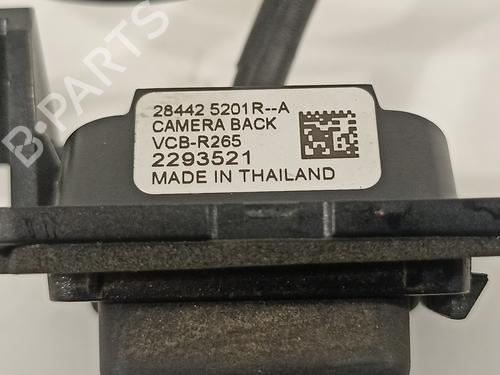 28442 5201R--A
CAMERA BACK
VCB-R265
2293521
MADE IN THAILAND
B-PARTS